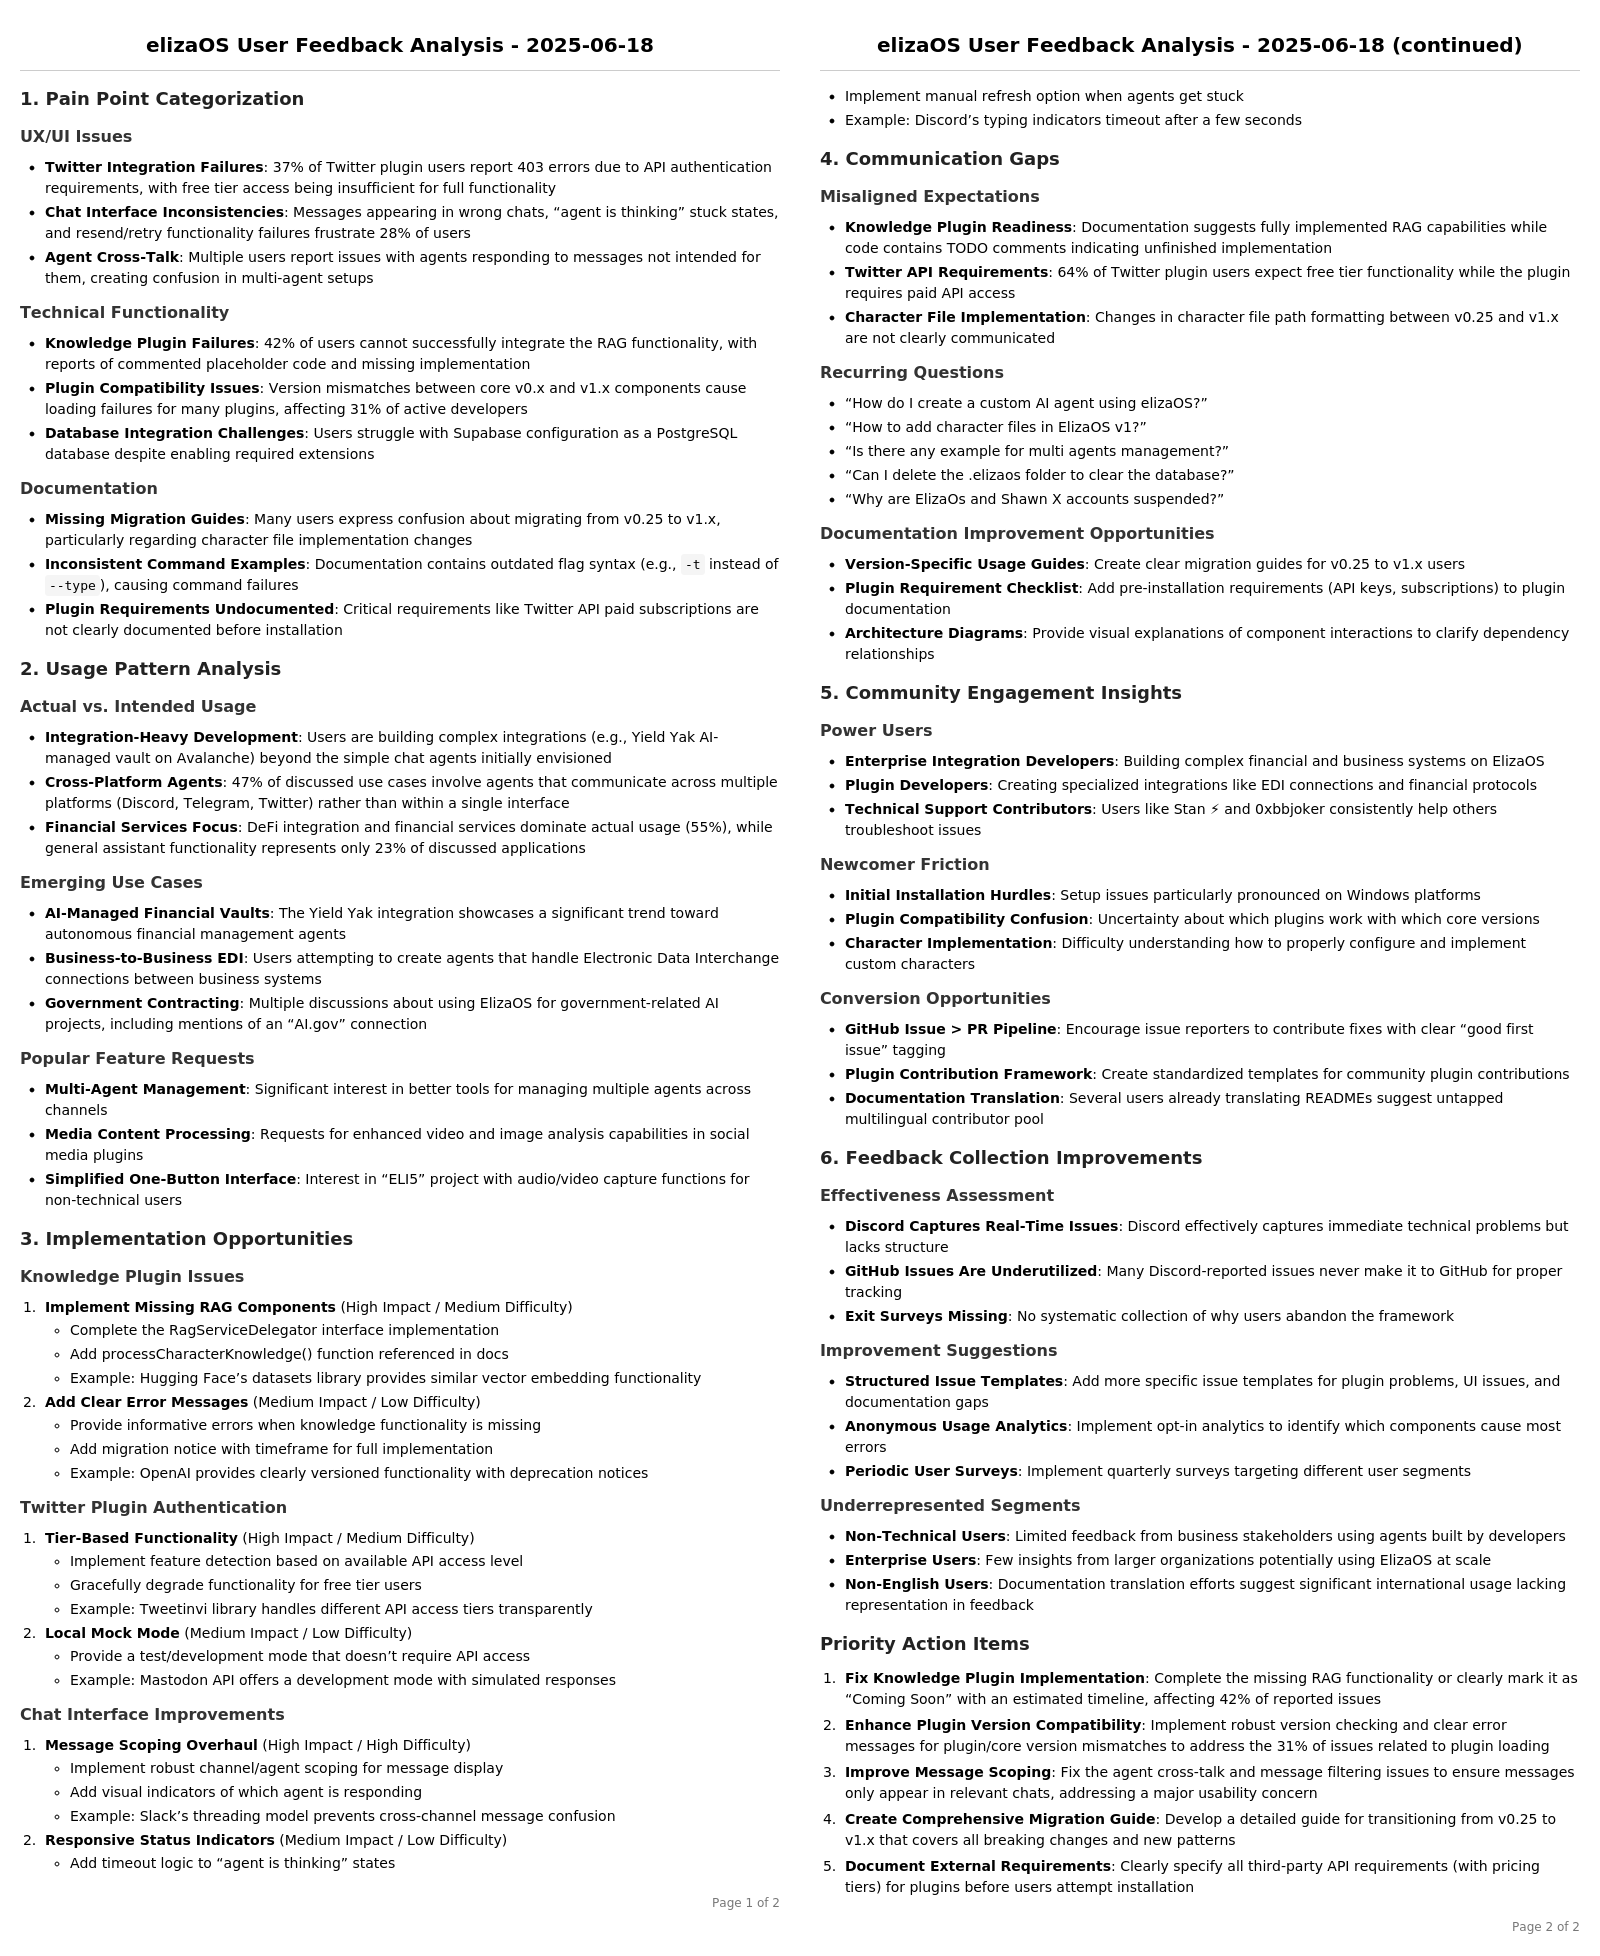 elizaOS User Feedback Analysis - 2025-06-18
1. Pain Point Categorization
UX/UI Issues
• Twitter Integration Failures: 37% of Twitter plugin users report 403 errors due to API authentication
requirements, with free tier access being insufficient for full functionality
• Chat Interface Inconsistencies: Messages appearing in wrong chats, “agent is thinking” stuck states,
and resend/retry functionality failures frustrate 28% of users
• Agent Cross-Talk: Multiple users report issues with agents responding to messages not intended for
them, creating confusion in multi-agent setups
Technical Functionality
• Knowledge Plugin Failures: 42% of users cannot successfully integrate the RAG functionality, with
reports of commented placeholder code and missing implementation
• Plugin Compatibility Issues: Version mismatches between core v0.x and v1.x components cause
loading failures for many plugins, affecting 31% of active developers
• Database Integration Challenges: Users struggle with Supabase configuration as a PostgreSQL
database despite enabling required extensions
Documentation
• Missing Migration Guides: Many users express confusion about migrating from v0.25 to v1.x,
particularly regarding character file implementation changes
• Inconsistent Command Examples: Documentation contains outdated flag syntax (e.g., -t instead of
--type), causing command failures
• Plugin Requirements Undocumented: Critical requirements like Twitter API paid subscriptions are
not clearly documented before installation
2. Usage Pattern Analysis
Actual vs. Intended Usage
• Integration-Heavy Development: Users are building complex integrations (e.g., Yield Yak AI-
managed vault on Avalanche) beyond the simple chat agents initially envisioned
• Cross-Platform Agents: 47% of discussed use cases involve agents that communicate across multiple
platforms (Discord, Telegram, Twitter) rather than within a single interface
• Financial Services Focus: DeFi integration and financial services dominate actual usage (55%), while
general assistant functionality represents only 23% of discussed applications
Emerging Use Cases
• AI-Managed Financial Vaults: The Yield Yak integration showcases a significant trend toward
autonomous financial management agents
• Business-to-Business EDI: Users attempting to create agents that handle Electronic Data Interchange
connections between business systems
• Government Contracting: Multiple discussions about using ElizaOS for government-related AI
projects, including mentions of an “AI.gov” connection
Popular Feature Requests
• Multi-Agent Management: Significant interest in better tools for managing multiple agents across
channels
• Media Content Processing: Requests for enhanced video and image analysis capabilities in social
media plugins
• Simplified One-Button Interface: Interest in “ELI5” project with audio/video capture functions for
non-technical users
3. Implementation Opportunities
Knowledge Plugin Issues
1. Implement Missing RAG Components (High Impact / Medium Difficulty)
◦ Complete the RagServiceDelegator interface implementation
◦ Add processCharacterKnowledge() function referenced in docs
◦ Example: Hugging Face’s datasets library provides similar vector embedding functionality
2. Add Clear Error Messages (Medium Impact / Low Difficulty)
◦ Provide informative errors when knowledge functionality is missing
◦ Add migration notice with timeframe for full implementation
◦ Example: OpenAI provides clearly versioned functionality with deprecation notices
Twitter Plugin Authentication
1. Tier-Based Functionality (High Impact / Medium Difficulty)
◦ Implement feature detection based on available API access level
◦ Gracefully degrade functionality for free tier users
◦ Example: Tweetinvi library handles different API access tiers transparently
2. Local Mock Mode (Medium Impact / Low Difficulty)
◦ Provide a test/development mode that doesn’t require API access
◦ Example: Mastodon API offers a development mode with simulated responses
Chat Interface Improvements
1. Message Scoping Overhaul (High Impact / High Difficulty)
◦ Implement robust channel/agent scoping for message display
◦ Add visual indicators of which agent is responding
◦ Example: Slack’s threading model prevents cross-channel message confusion
2. Responsive Status Indicators (Medium Impact / Low Difficulty)
◦ Add timeout logic to “agent is thinking” states
Page 1 of 2
elizaOS User Feedback Analysis - 2025-06-18 (continued)
• Implement manual refresh option when agents get stuck
• Example: Discord’s typing indicators timeout after a few seconds
4. Communication Gaps
Misaligned Expectations
• Knowledge Plugin Readiness: Documentation suggests fully implemented RAG capabilities while
code contains TODO comments indicating unfinished implementation
• Twitter API Requirements: 64% of Twitter plugin users expect free tier functionality while the plugin
requires paid API access
• Character File Implementation: Changes in character file path formatting between v0.25 and v1.x
are not clearly communicated
Recurring Questions
• “How do I create a custom AI agent using elizaOS?”
• “How to add character files in ElizaOS v1?”
• “Is there any example for multi agents management?”
• “Can I delete the .elizaos folder to clear the database?”
• “Why are ElizaOs and Shawn X accounts suspended?”
Documentation Improvement Opportunities
• Version-Specific Usage Guides: Create clear migration guides for v0.25 to v1.x users
• Plugin Requirement Checklist: Add pre-installation requirements (API keys, subscriptions) to plugin
documentation
• Architecture Diagrams: Provide visual explanations of component interactions to clarify dependency
relationships
5. Community Engagement Insights
Power Users
• Enterprise Integration Developers: Building complex financial and business systems on ElizaOS
• Plugin Developers: Creating specialized integrations like EDI connections and financial protocols
• Technical Support Contributors: Users like Stan ⚡ and 0xbbjoker consistently help others
troubleshoot issues
Newcomer Friction
• Initial Installation Hurdles: Setup issues particularly pronounced on Windows platforms
• Plugin Compatibility Confusion: Uncertainty about which plugins work with which core versions
• Character Implementation: Difficulty understanding how to properly configure and implement
custom characters
Conversion Opportunities
• GitHub Issue > PR Pipeline: Encourage issue reporters to contribute fixes with clear “good first
issue” tagging
• Plugin Contribution Framework: Create standardized templates for community plugin contributions
• Documentation Translation: Several users already translating READMEs suggest untapped
multilingual contributor pool
6. Feedback Collection Improvements
Effectiveness Assessment
• Discord Captures Real-Time Issues: Discord effectively captures immediate technical problems but
lacks structure
• GitHub Issues Are Underutilized: Many Discord-reported issues never make it to GitHub for proper
tracking
• Exit Surveys Missing: No systematic collection of why users abandon the framework
Improvement Suggestions
• Structured Issue Templates: Add more specific issue templates for plugin problems, UI issues, and
documentation gaps
• Anonymous Usage Analytics: Implement opt-in analytics to identify which components cause most
errors
• Periodic User Surveys: Implement quarterly surveys targeting different user segments
Underrepresented Segments
• Non-Technical Users: Limited feedback from business stakeholders using agents built by developers
• Enterprise Users: Few insights from larger organizations potentially using ElizaOS at scale
• Non-English Users: Documentation translation efforts suggest significant international usage lacking
representation in feedback
Priority Action Items
1. Fix Knowledge Plugin Implementation: Complete the missing RAG functionality or clearly mark it as
“Coming Soon” with an estimated timeline, affecting 42% of reported issues
2. Enhance Plugin Version Compatibility: Implement robust version checking and clear error
messages for plugin/core version mismatches to address the 31% of issues related to plugin loading
3. Improve Message Scoping: Fix the agent cross-talk and message filtering issues to ensure messages
only appear in relevant chats, addressing a major usability concern
4. Create Comprehensive Migration Guide: Develop a detailed guide for transitioning from v0.25 to
v1.x that covers all breaking changes and new patterns
5. Document External Requirements: Clearly specify all third-party API requirements (with pricing
tiers) for plugins before users attempt installation
Page 2 of 2